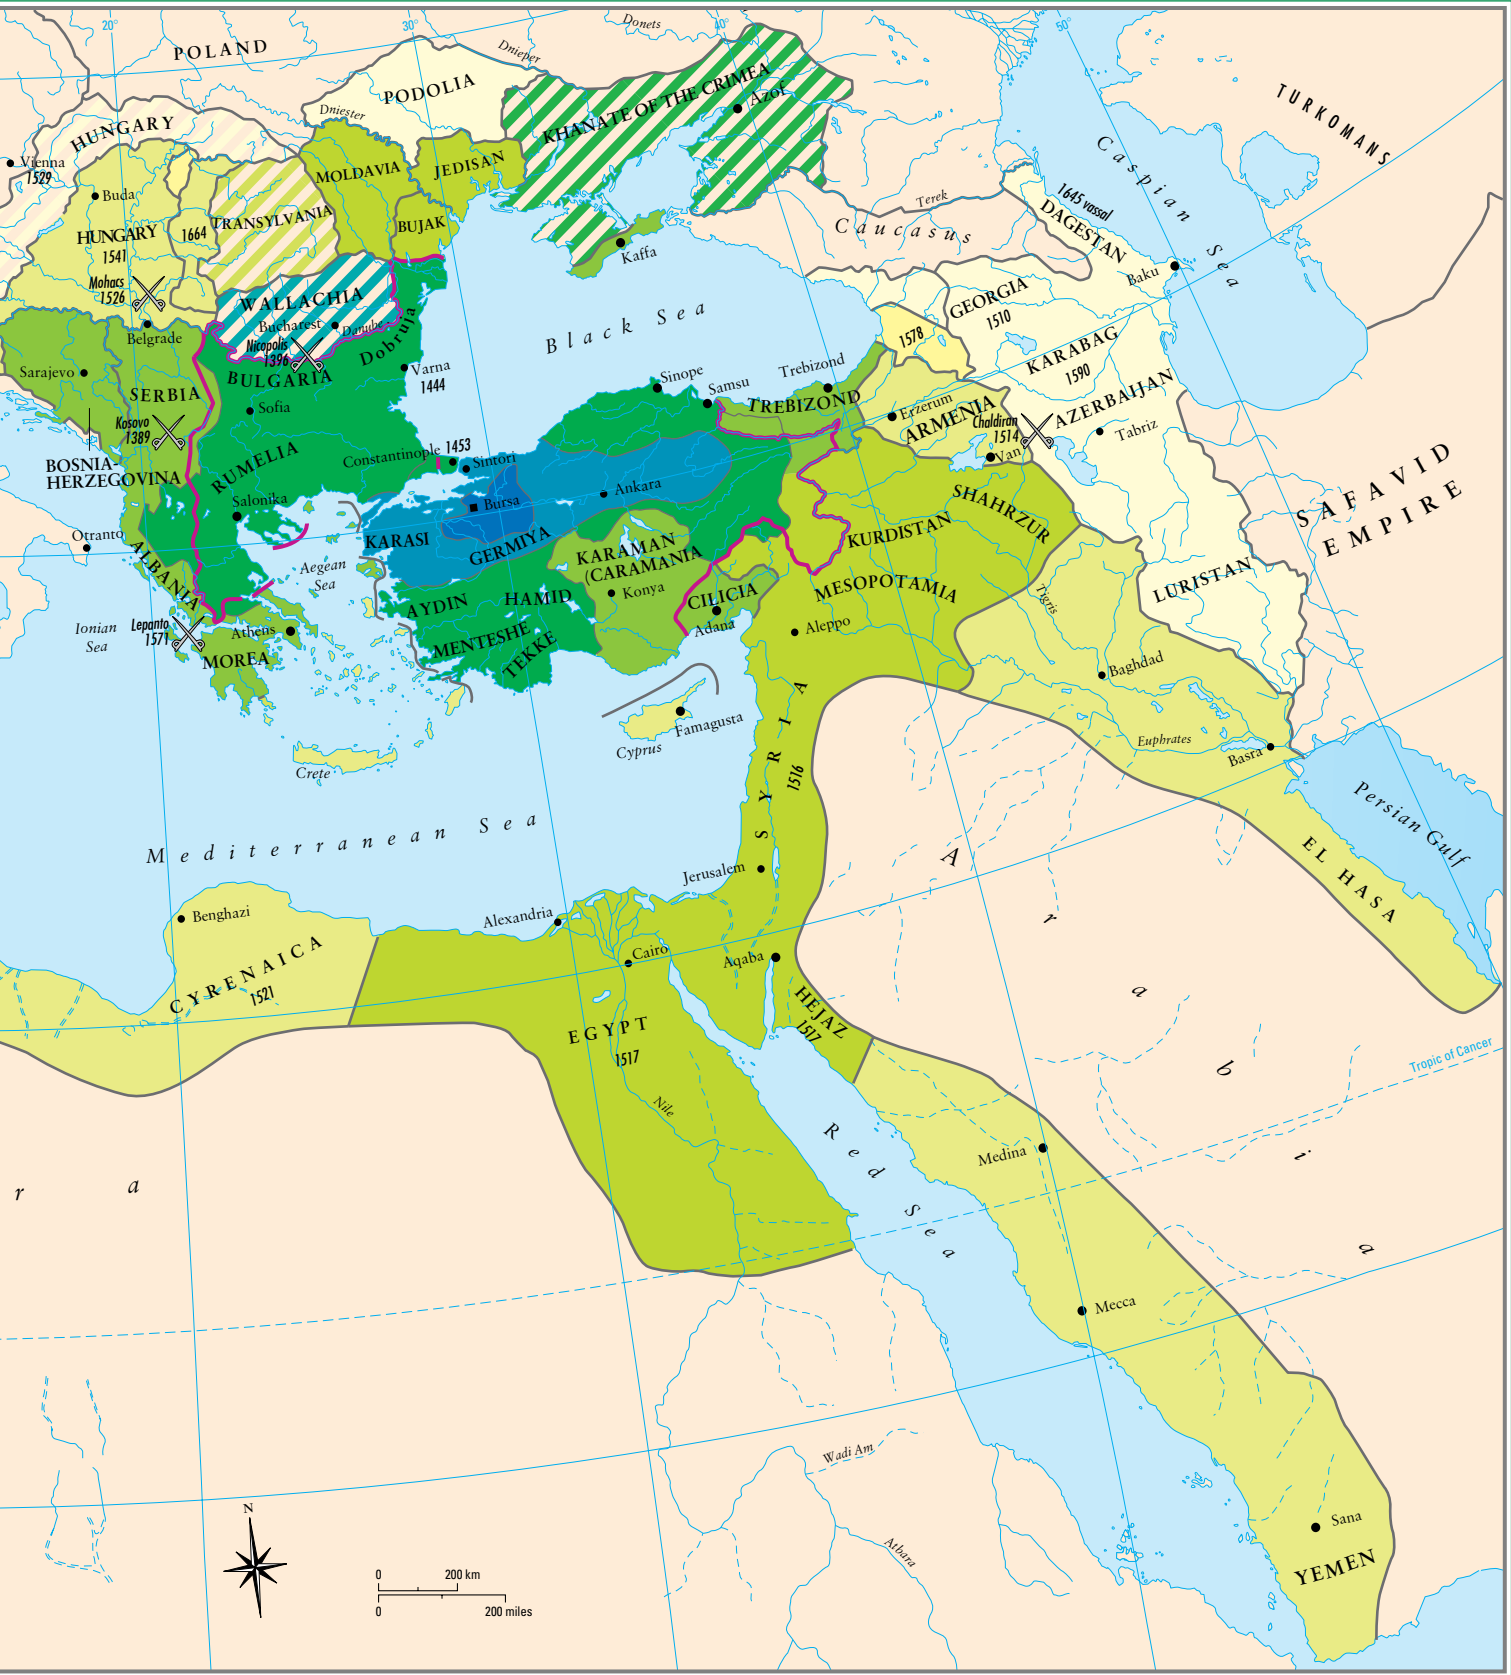 20°
30°
40°
50°
POLAND
Donets
Dnieper
PODOLIA
Dniester
KHANATE OF THE CRIMEA
Azof
TURKOMANS
HUNGARY
Vienna
1529
Buda
HUNGARY
1541
1664
TRANSYLVANIA
MOLDAVIA
JEDISAN
BUJAK
Kaffa
Terek
Caucasus
Caspian Sea
1645 vassal
DAGESTAN
Baku
Mohacs
1526
Belgrade
WALLACHIA
Bucharest
Danube
Nicopolis
1396
Dobruja
Black Sea
GEORGIA
1510
1578
KARABAG
1590
AZERBAIJAN
Tabriz
Sarajevo
SERBIA
BULGARIA
Varna
1444
Sofia
Kosovo
1389
BOSNIA-
HERZEGOVINA
RUMELIA
Salonika
Constantinople 1453
Sintori
Sinope
Samsu
Trebizond
TREBIZOND
Erzerum
ARMENIA
Chaldiran
1514
Van
SAFAVID
EMPIRE
Bursa
Ankara
KARASI
GERMIYA
KARAMAN
(CARAMANIA
Konya
SHAHRZUR
KURDISTAN
MESOPOTAMIA
Tigris
LURISTAN
Otranto
ALBANIA
Aegean
Sea
AYDIN
HAMID
MENTESHE
TEKKE
CILICIA
Adana
Aleppo
Ionian
Sea
Lepanto
1571
Athens
MOREA
Baghdad
Euphrates
Basra
Crete
Cyprus
Famagusta
SYRIA
1516
Persian Gulf
EL HASA
Mediterranean Sea
Jerusalem
Benghazi
Alexandria
Cairo
Aqaba
CYRENAICA
1521
EGYPT
1517
HEJAZ
1517
Nile
Arabia
Tropic of Cancer
Red Sea
Medina
r a
Mecca
Wadi Am
Atbara
Sana
YEMEN
N
0 200 km
0 200 miles